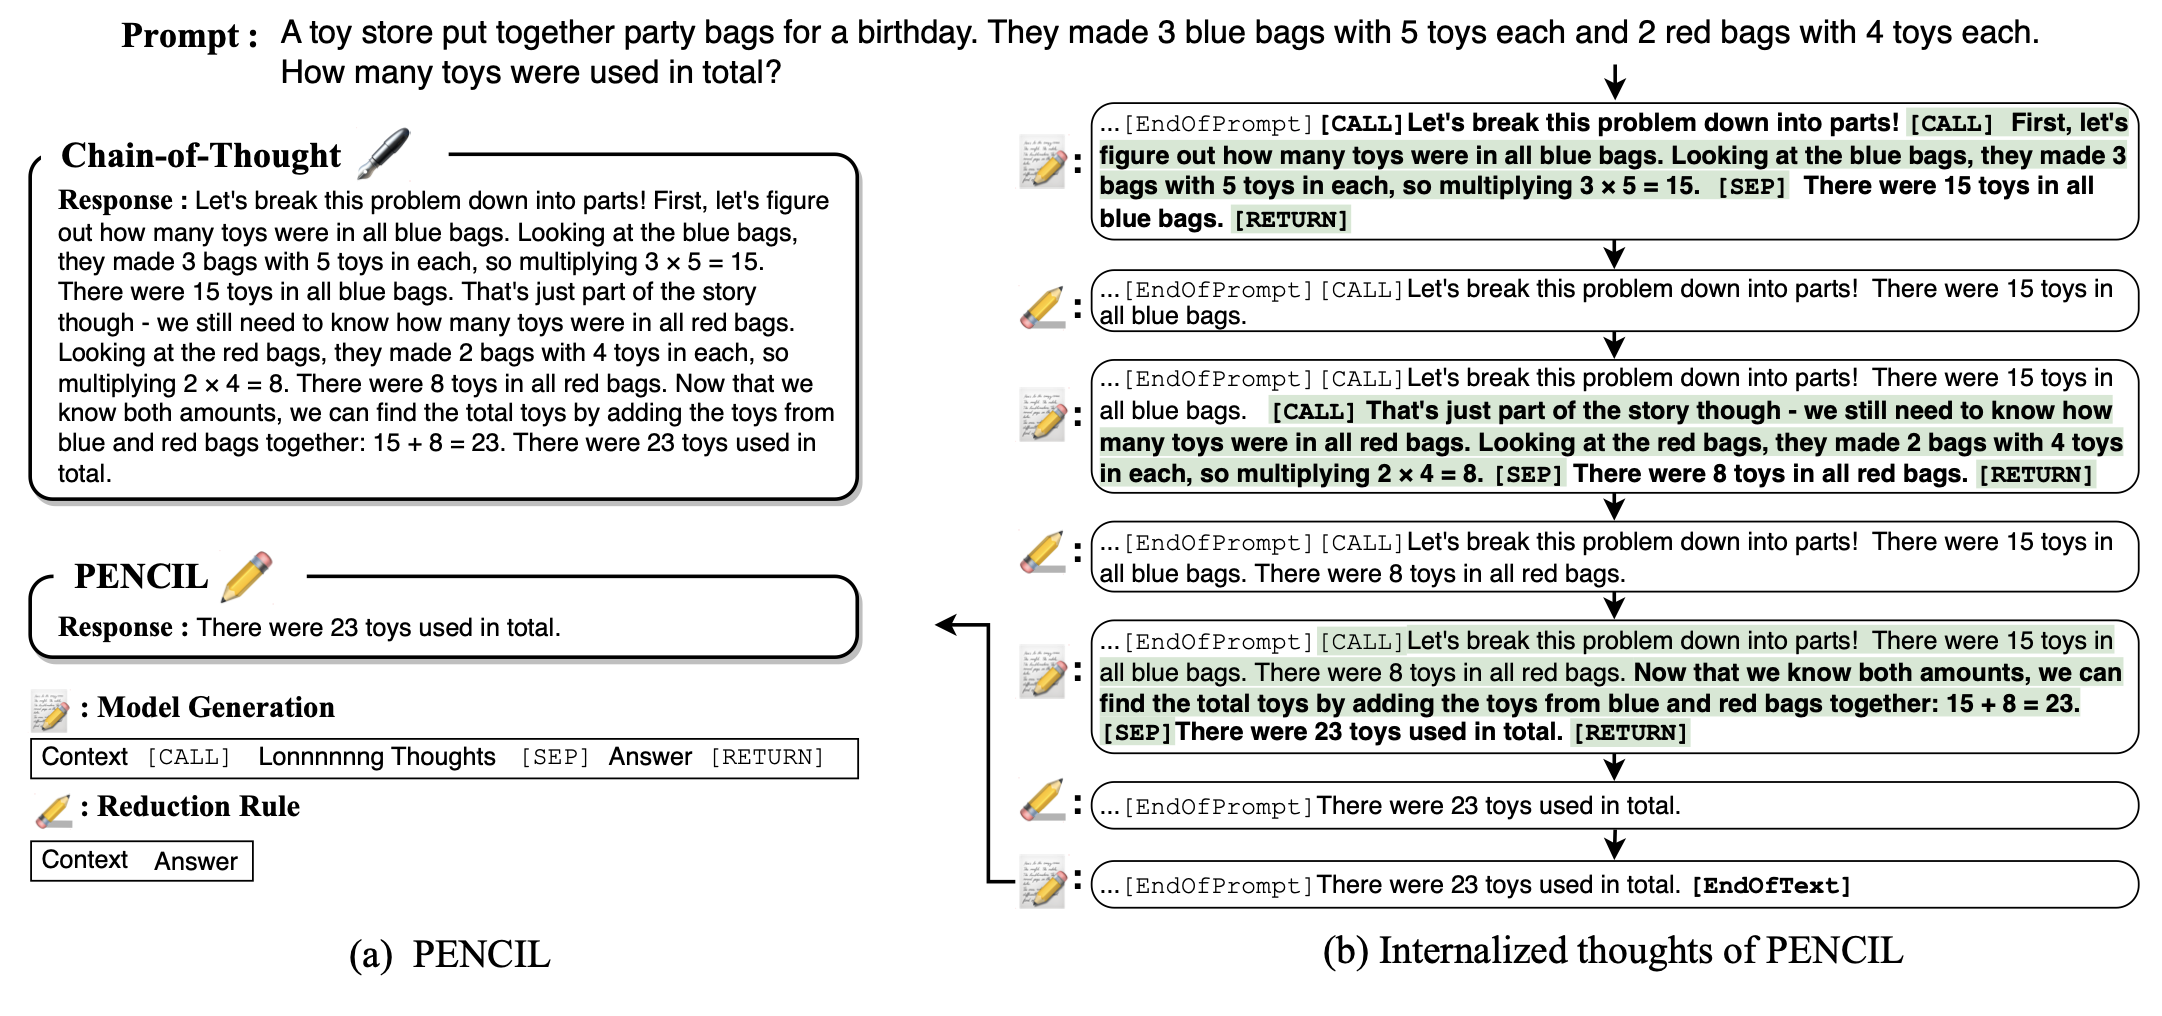 Prompt : A toy store put together party bags for a birthday. They made 3 blue bags with 5 toys each and 2 red bags with 4 toys each.
How many toys were used in total?
Chain-of-Thought
Response : Let's break this problem down into parts! First, let's figure
out how many toys were in all blue bags. Looking at the blue bags,
they made 3 bags with 5 toys in each, so multiplying 3 × 5 = 15.
There were 15 toys in all blue bags. That's just part of the story
though - we still need to know how many toys were in all red bags.
Looking at the red bags, they made 2 bags with 4 toys in each, so
multiplying 2 × 4 = 8. There were 8 toys in all red bags. Now that we
know both amounts, we can find the total toys by adding the toys from
blue and red bags together: 15 + 8 = 23. There were 23 toys used in
total.
PENCIL
Response : There were 23 toys used in total.
: Model Generation
Context [CALL] Lonnnnnng Thoughts [SEP] Answer [RETURN]
: Reduction Rule
Context Answer
(a) PENCIL
: ...[EndOfPrompt][CALL]Let's break this problem down into parts! [CALL] First, let's
figure out how many toys were in all blue bags. Looking at the blue bags, they made 3
bags with 5 toys in each, so multiplying 3 × 5 = 15. [SEP] There were 15 toys in all
blue bags. [RETURN]
: ...[EndOfPrompt][CALL]Let's break this problem down into parts! There were 15 toys in
all blue bags.
: ...[EndOfPrompt][CALL]Let's break this problem down into parts! There were 15 toys in
all blue bags. [CALL] That's just part of the story though - we still need to know how
many toys were in all red bags. Looking at the red bags, they made 2 bags with 4 toys
in each, so multiplying 2 × 4 = 8. [SEP] There were 8 toys in all red bags. [RETURN]
: ...[EndOfPrompt][CALL]Let's break this problem down into parts! There were 15 toys in
all blue bags. There were 8 toys in all red bags.
: ...[EndOfPrompt][CALL]Let's break this problem down into parts! There were 15 toys in
all blue bags. There were 8 toys in all red bags. Now that we know both amounts, we can
find the total toys by adding the toys from blue and red bags together: 15 + 8 = 23.
[SEP]There were 23 toys used in total. [RETURN]
: ...[EndOfPrompt]There were 23 toys used in total.
: ...[EndOfPrompt]There were 23 toys used in total. [EndOfText]
(b) Internalized thoughts of PENCIL